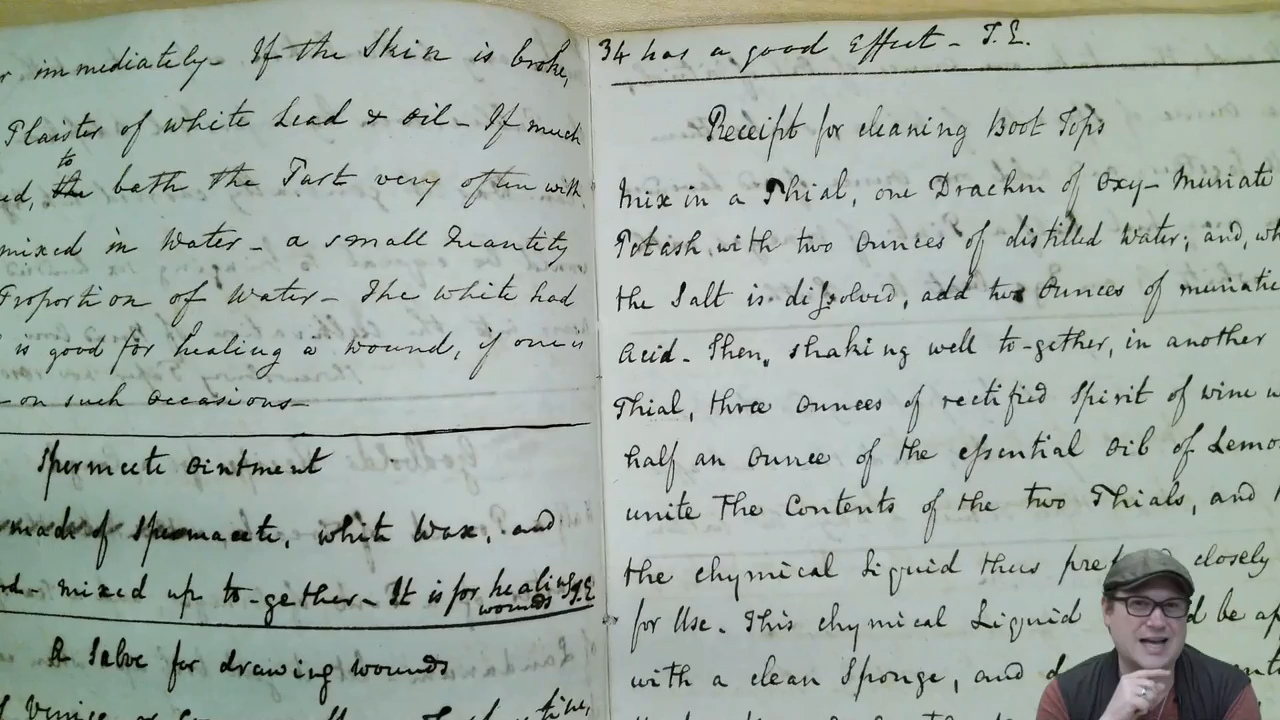 immediately - If the Skin is broke,
Plaister of white Lead & Oil - If much
to
ed, the bath the Part very often with
mixed in Water - a small Quantity
Proportion of Water - The white had
is good for healing a wound, if one is
- on such Occasions -
Spermecete Ointment
made of Spermacete, white Wax, and
mixed up to-gether - It is for healing
wounds T.E
A Salve for drawing wounds
34 has a good Effect - T.E.
Receipt for cleaning Boot Tops
Mix in a Phial, one Drachm of Oxy-Muriate
Potash with two Ounces of distilled Water; and, wh
the Salt is dissolved, add two Ounces of muriatic
Acid - Then, shaking well to-gether, in another
Phial, three Ounces of rectified Spirit of wine w
half an Ounce of the essential Oil of Lemo
unite The Contents of the two Phials, and
the chymical Liquid thus closely
for Use. This chymical Liquid be ap
with a clean Sponge, and